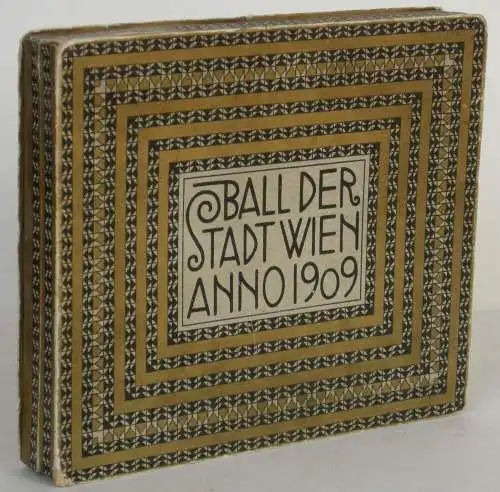 BALL DER
STADT WIEN
ANNO 1909